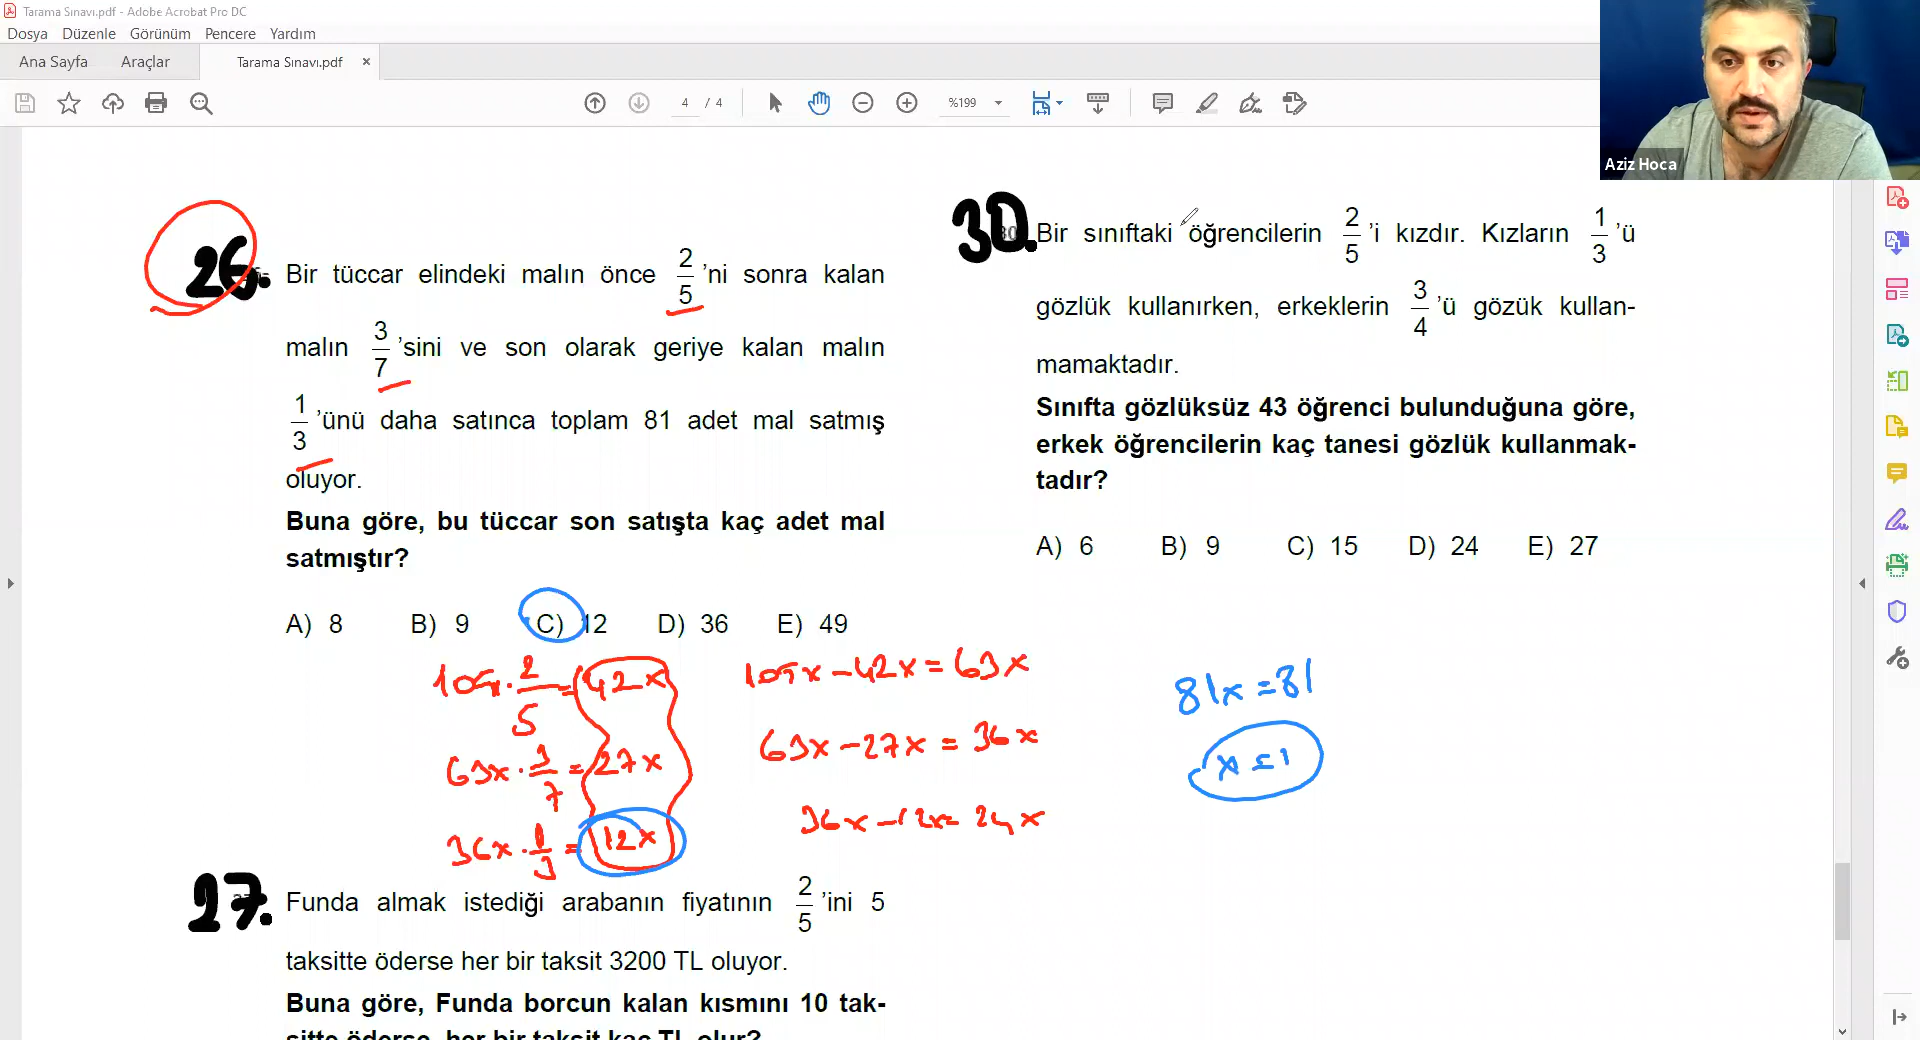 Tarama Sınavı.pdf - Adobe Acrobat Pro DC
Dosya Düzenle Görünüm Pencere Yardım
Ana Sayfa Araçlar Tarama Sınavı.pdf ×
4 / 4 %199
Aziz Hoca
26.
Bir tüccar elindeki malın önce 2/5 'ni sonra kalan
malın 3/7 'sini ve son olarak geriye kalan malın
1/3 'ünü daha satınca toplam 81 adet mal satmış
oluyor.
Buna göre, bu tüccar son satışta kaç adet mal
satmıştır?
A) 8 B) 9 C) 12 D) 36 E) 49
105x · 2/5 = 42x
63x · 3/7 = 27x
36x · 1/3 = 12x
105x - 42x = 63x
63x - 27x = 36x
36x - 12x = 24x
81x = 81
x = 1
27.
Funda almak istediği arabanın fiyatının 2/5 'ini 5
taksitte öderse her bir taksit 3200 TL oluyor.
Buna göre, Funda borcun kalan kısmını 10 tak-
sitte öderse, her bir taksit kaç TL olur?
30.
Bir sınıftaki öğrencilerin 2/5 'i kızdır. Kızların 1/3 'ü
gözlük kullanırken, erkeklerin 3/4 'ü gözük kullan-
mamaktadır.
Sınıfta gözlüksüz 43 öğrenci bulunduğuna göre,
erkek öğrencilerin kaç tanesi gözlük kullanmak-
tadır?
A) 6 B) 9 C) 15 D) 24 E) 27